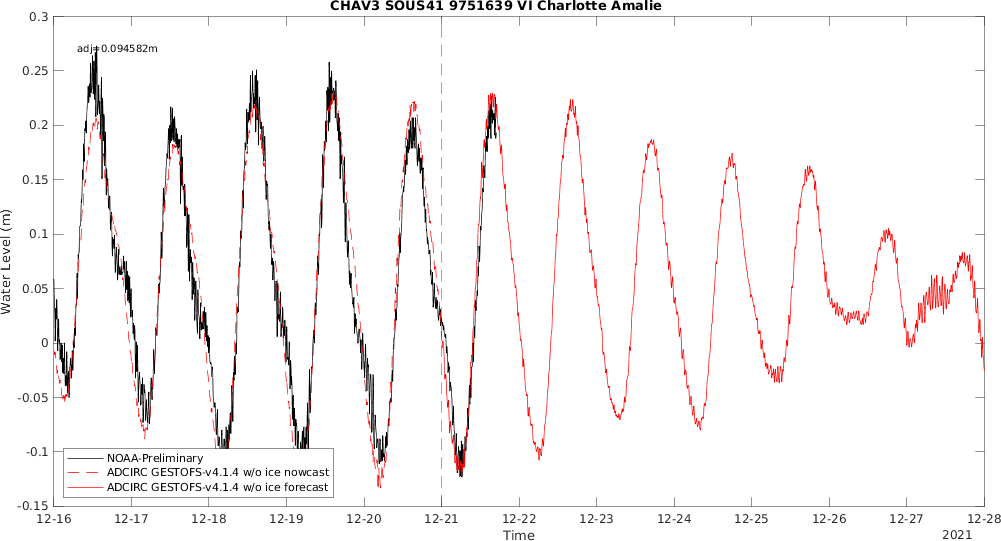 CHAV3 SOUS41 9751639 VI Charlotte Amalie
0.3
0.25
0.2
0.15
0.1
0.05
0
-0.05
-0.1
-0.15
Water Level (m)
adj=0.094582m
NOAA-Preliminary
ADCIRC GESTOFS-v4.1.4 w/o ice nowcast
ADCIRC GESTOFS-v4.1.4 w/o ice forecast
12-16 12-17 12-18 12-19 12-20 12-21 12-22 12-23 12-24 12-25 12-26 12-27 12-28
Time
2021